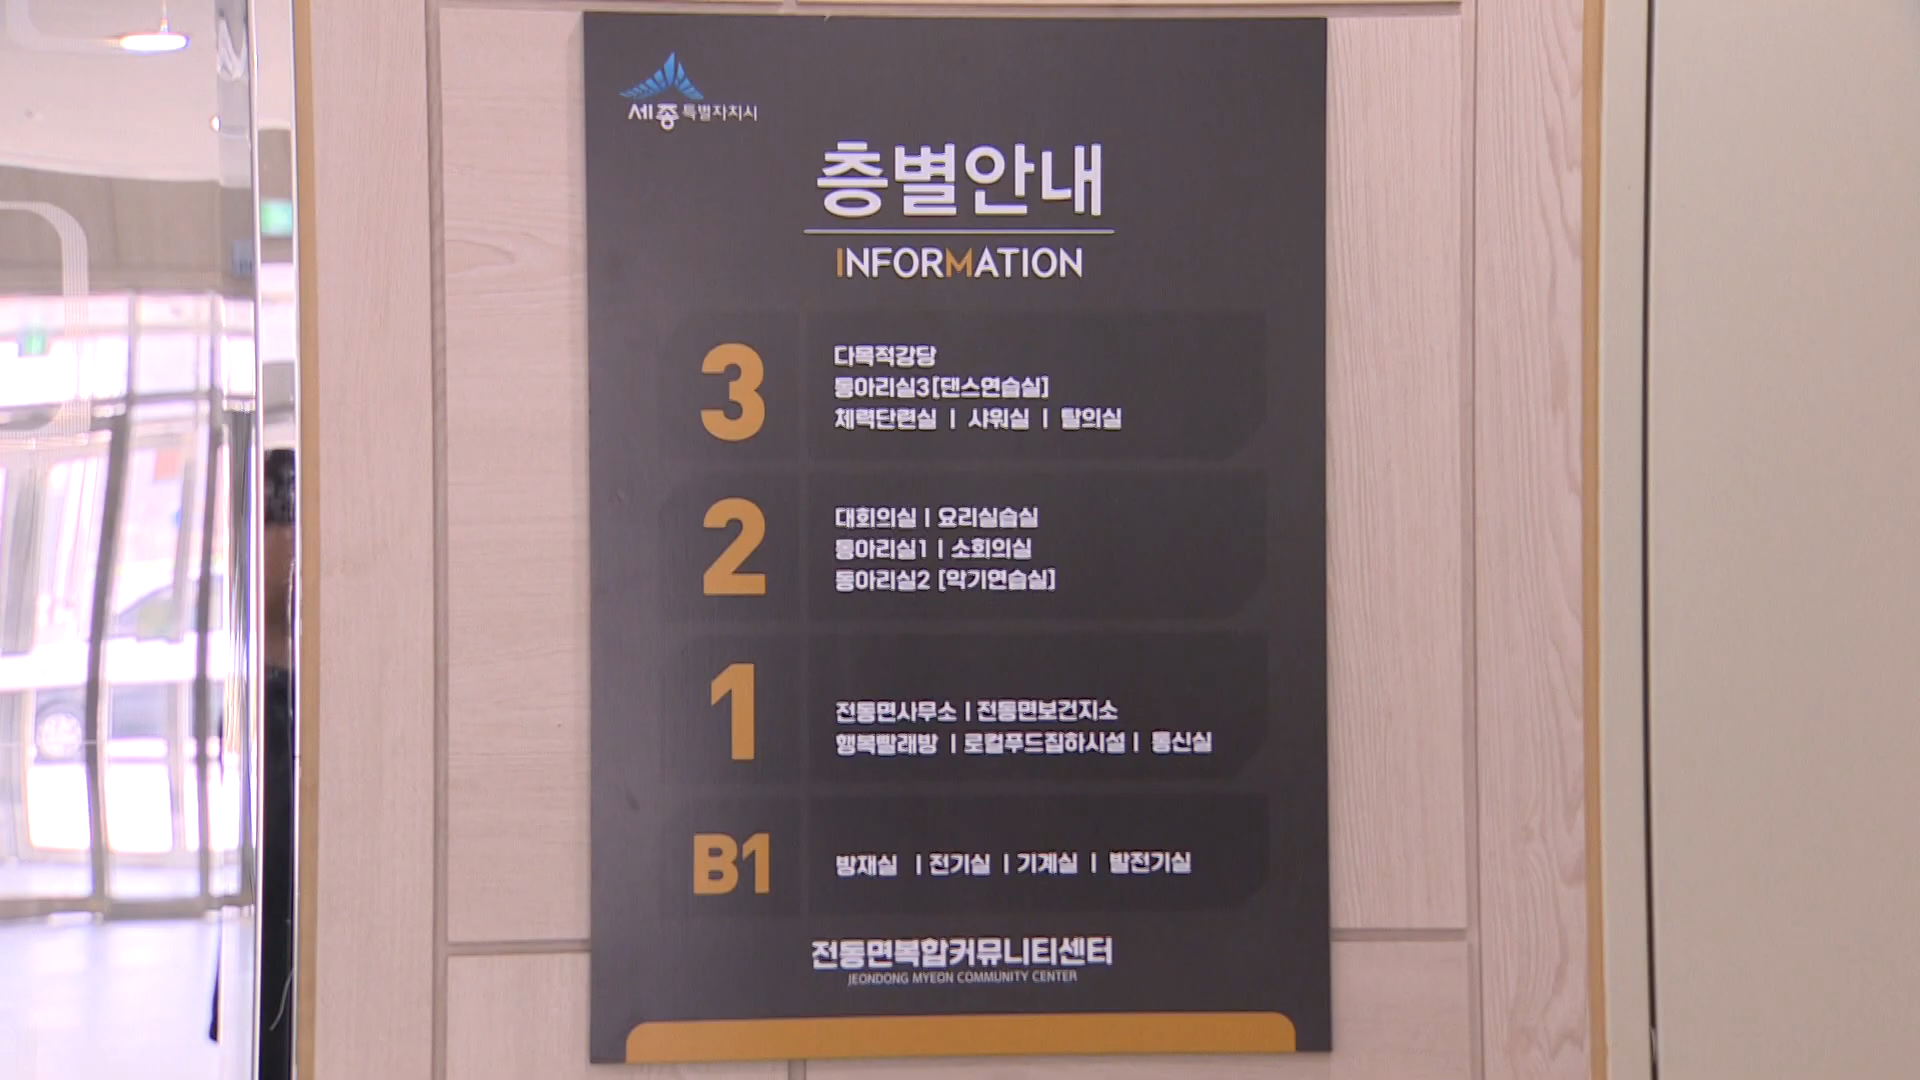 세종특별자치시
층별안내
INFORMATION
3
다목적강당
동아리실3[댄스연습실]
체력단련실 | 샤워실 | 탈의실
2
대회의실 | 요리실습실
동아리실1 | 소회의실
동아리실2 [악기연습실]
1
전동면사무소 | 전동면보건지소
행복빨래방 | 로컬푸드집하시설 | 통신실
B1
방재실 | 전기실 | 기계실 | 발전기실
전동면복합커뮤니티센터
JEONDONG MYEON COMMUNITY CENTER